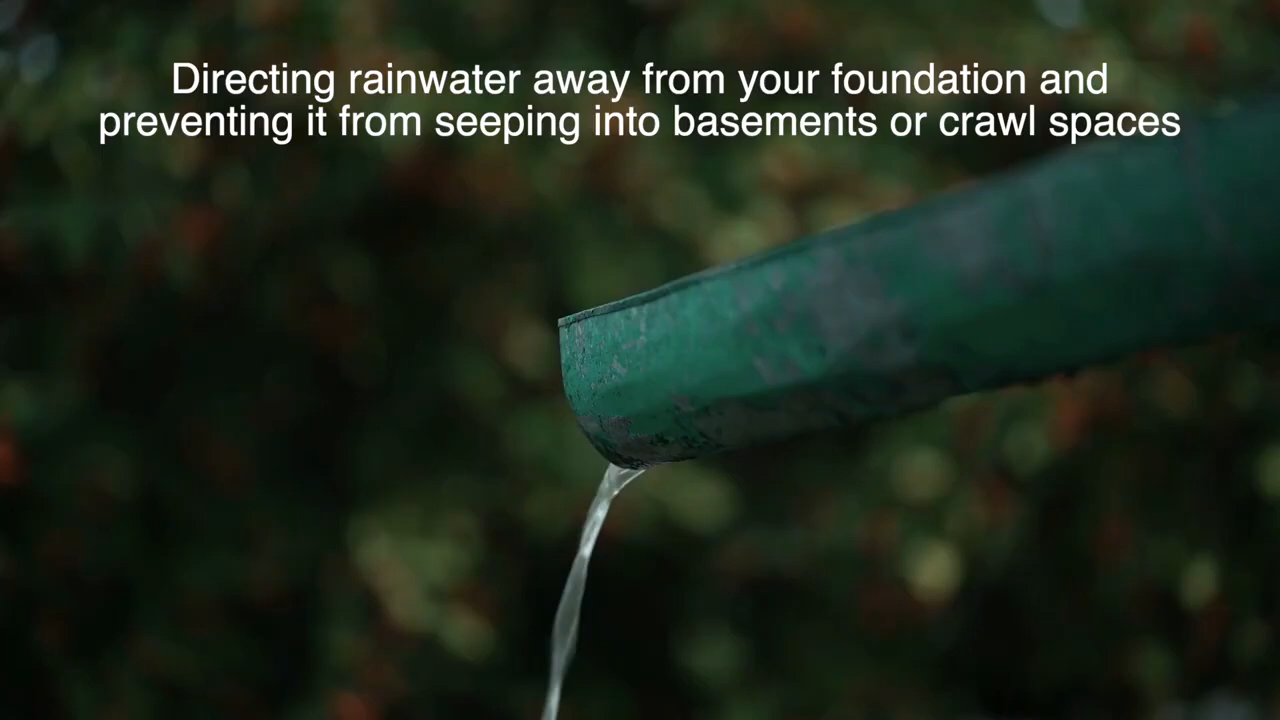 Directing rainwater away from your foundation and
preventing it from seeping into basements or crawl spaces